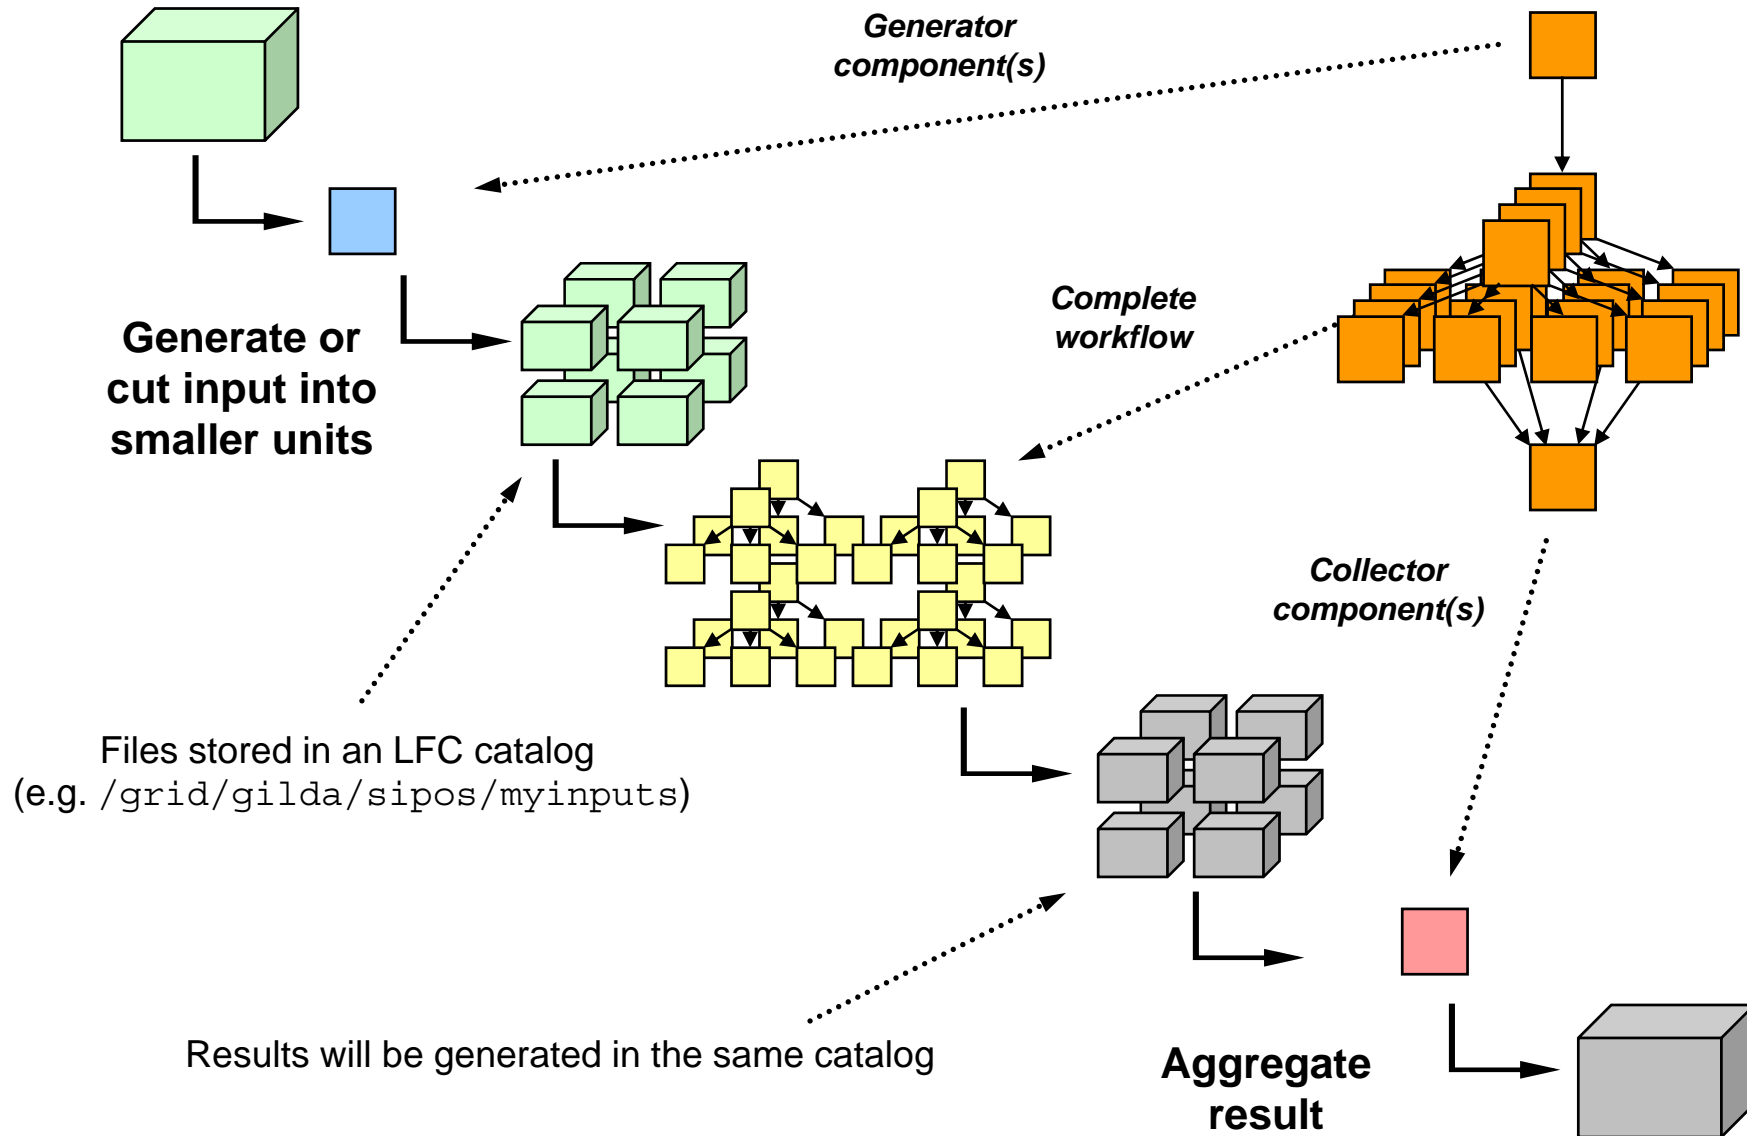 Generator
component(s)
Complete
workflow
Generate or
cut input into
smaller units
Collector
component(s)
Files stored in an LFC catalog
(e.g. /grid/gilda/sipos/myinputs)
Results will be generated in the same catalog
Aggregate
result